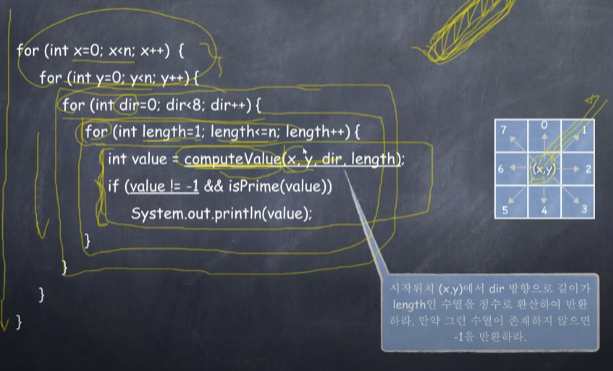 for (int x=0; x<n; x++) {
for (int y=0; y<n; y++) {
for (int dir=0; dir<8; dir++) {
for (int length=1; length<=n; length++) {
int value = computeValue(x, y, dir, length);
if (value != -1 && isPrime(value))
System.out.println(value);
}
}
}
}
7 0 1
6 (x,y) 2
5 4 3
시작위치 (x,y)에서 dir 방향으로 길이가
length인 수열을 정수로 환산하여 반환
하라. 만약 그런 수열이 존재하지 않으면
-1을 반환하라.